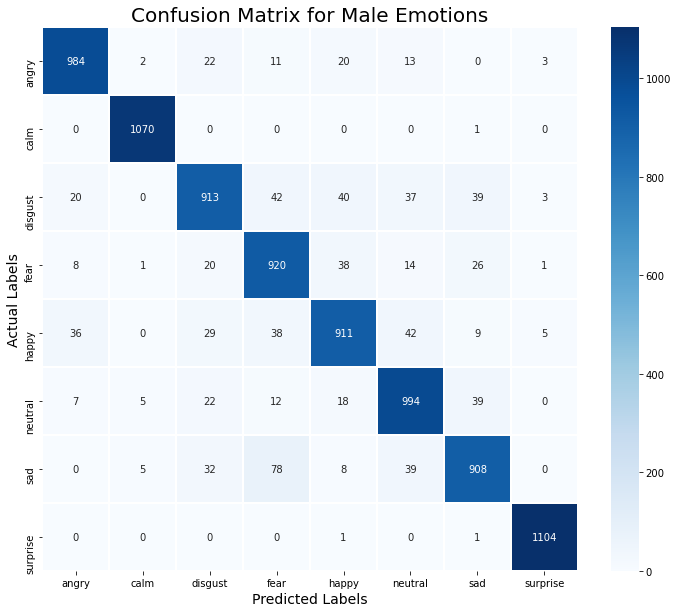 Confusion Matrix for Male Emotions
angry 984 2 22 11 20 13 0 3
calm 0 1070 0 0 0 0 1 0
disgust 20 0 913 42 40 37 39 3
fear 8 1 20 920 38 14 26 1
happy 36 0 29 38 911 42 9 5
neutral 7 5 22 12 18 994 39 0
sad 0 5 32 78 8 39 908 0
surprise 0 0 0 0 1 0 1 1104
angry calm disgust fear happy neutral sad surprise
Predicted Labels
Actual Labels
1000
800
600
400
200
0